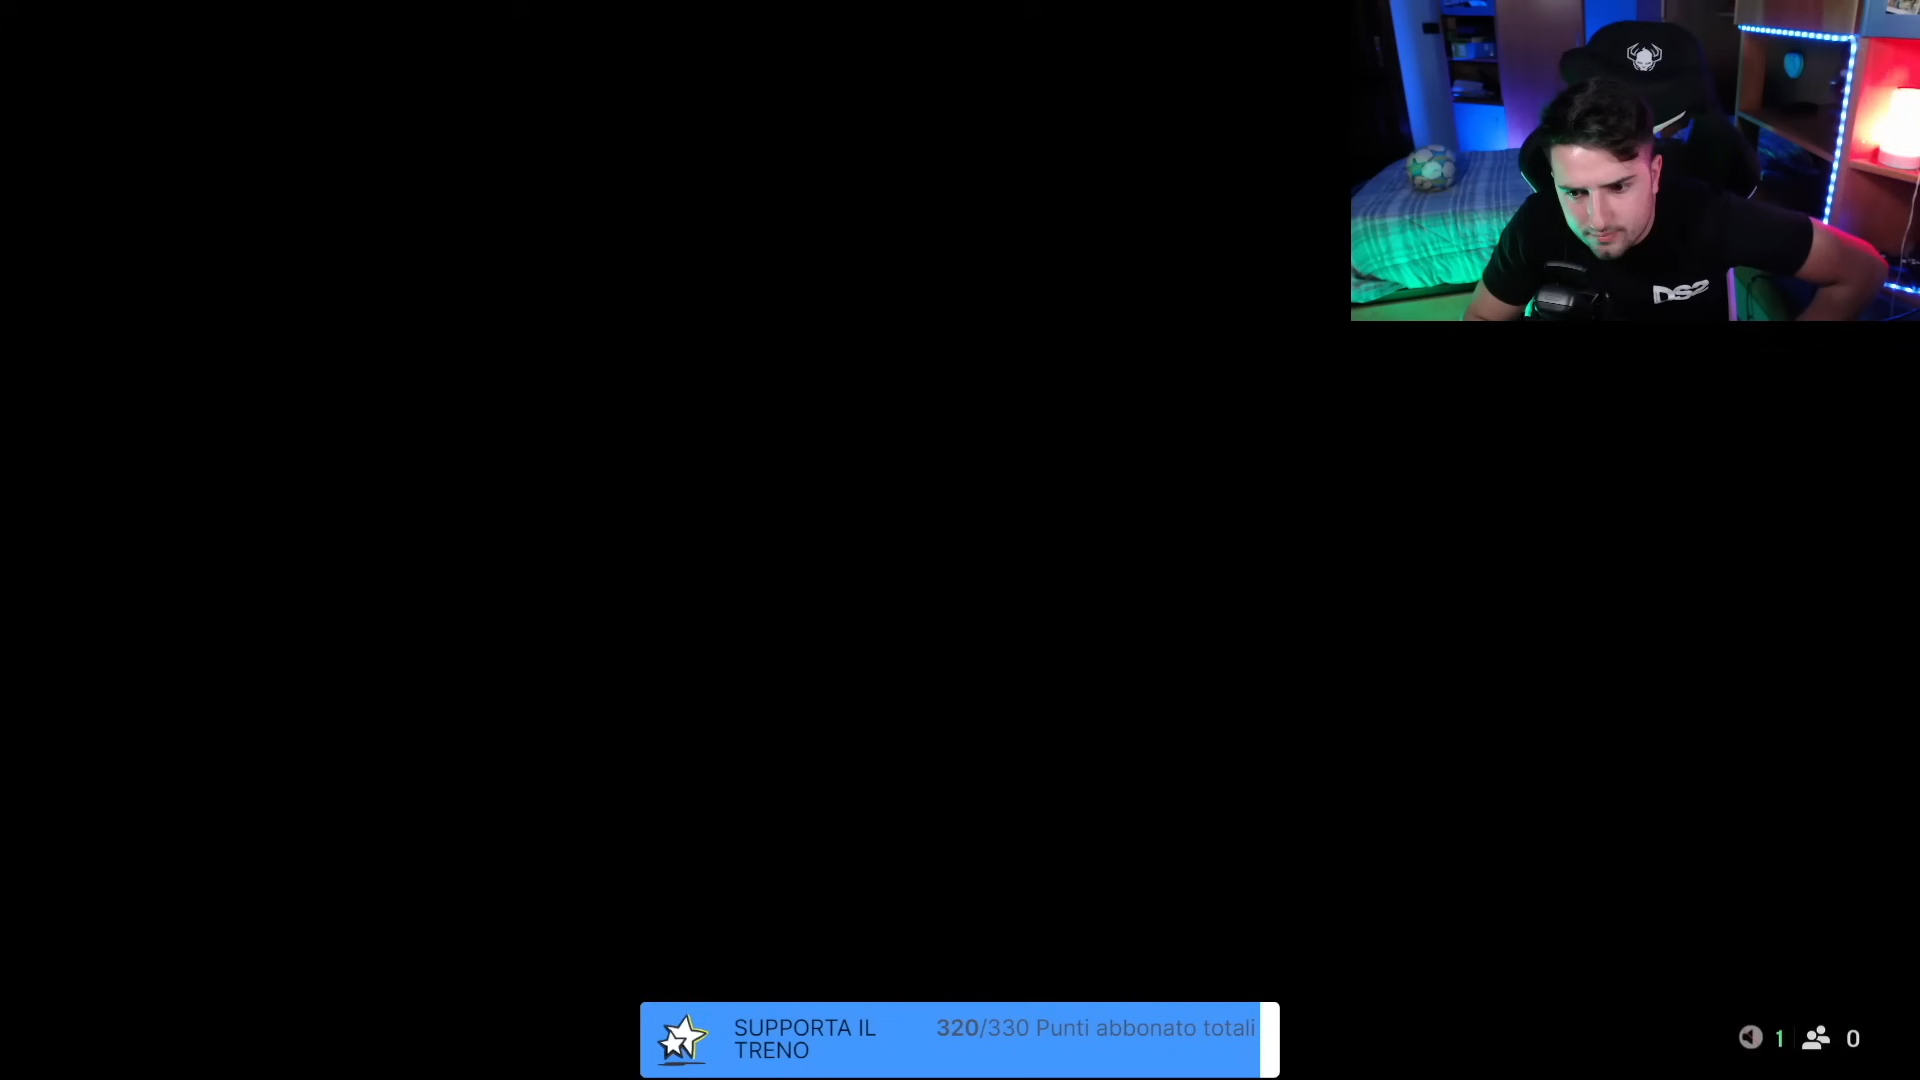 DS2
SUPPORTA IL
TRENO
320/330 Punti abbonato totali
1
0